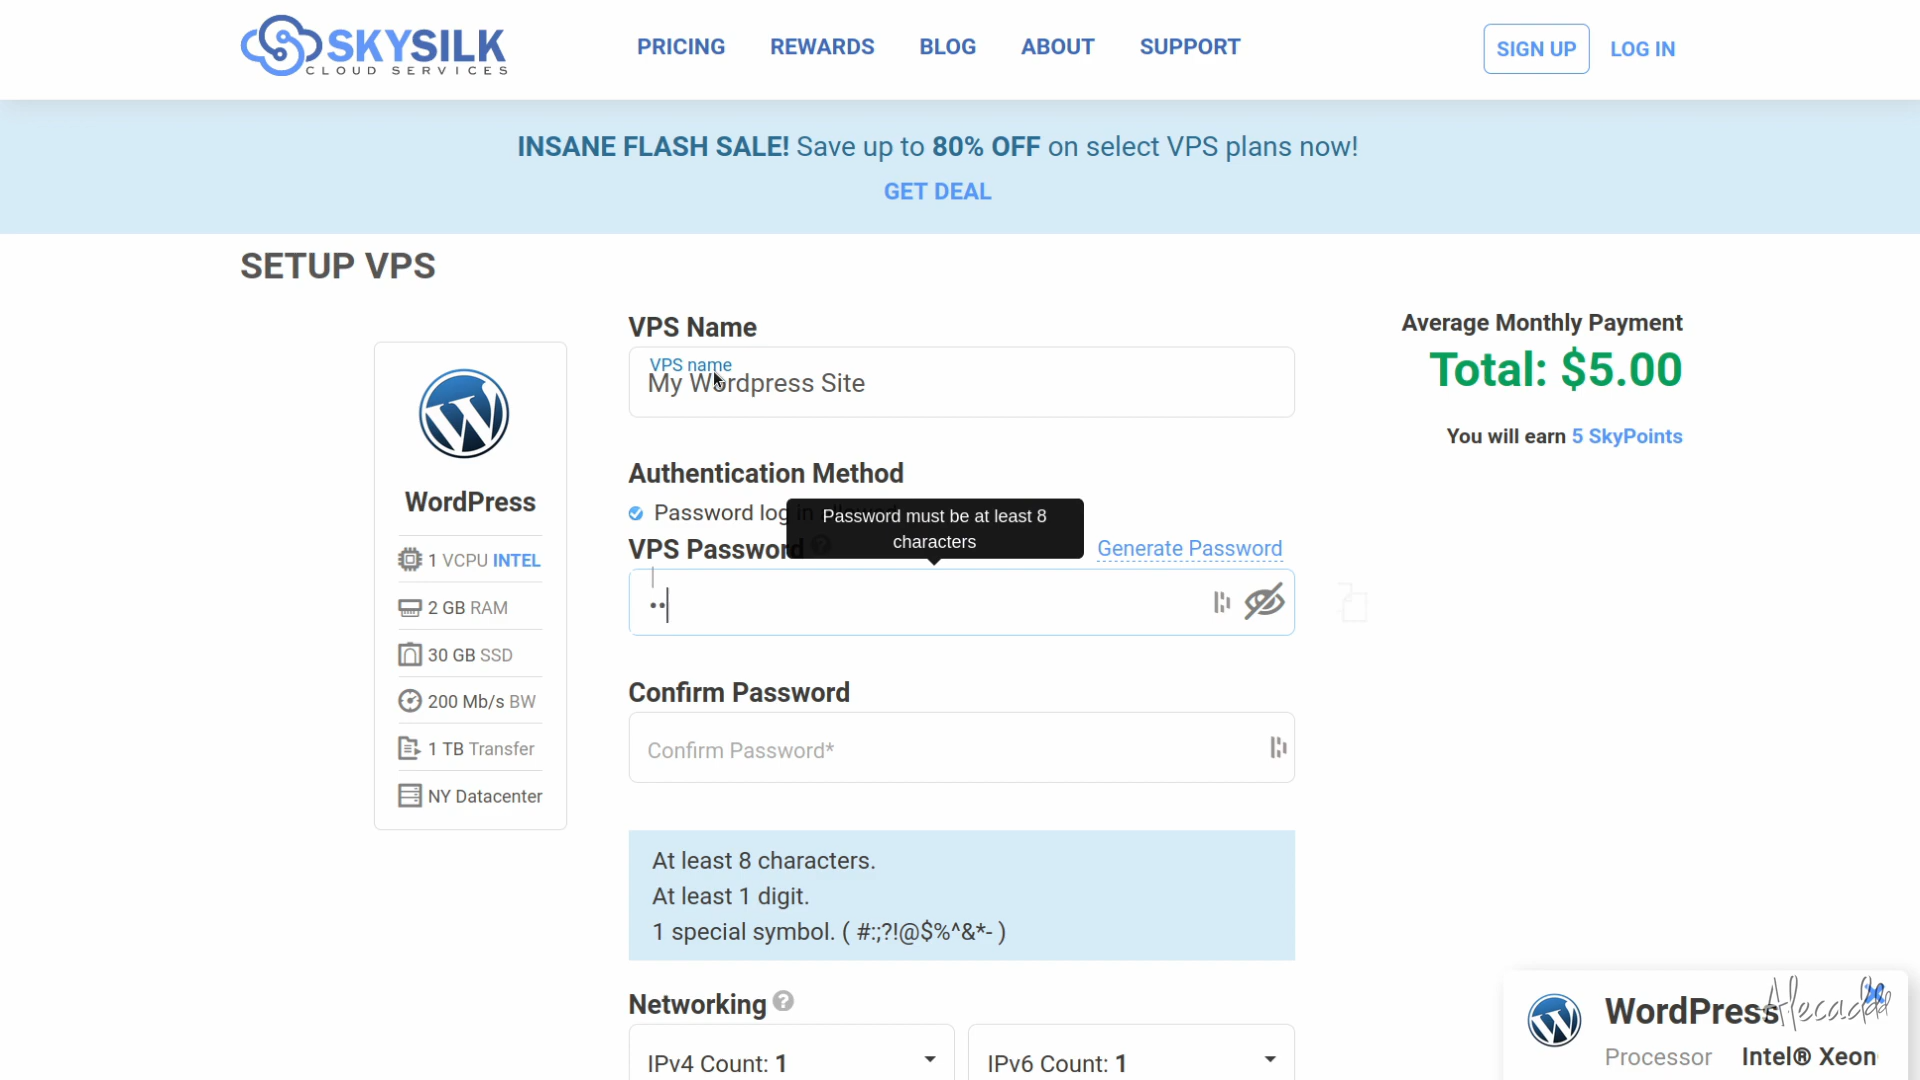 SKYSILK
CLOUD SERVICES
PRICING
REWARDS
BLOG
ABOUT
SUPPORT
SIGN UP
LOG IN
INSANE FLASH SALE! Save up to 80% OFF on select VPS plans now!
GET DEAL
SETUP VPS
WordPress
1 VCPU INTEL
2 GB RAM
30 GB SSD
200 Mb/s BW
1 TB Transfer
NY Datacenter
VPS Name
VPS name
My Wordpress Site
Authentication Method
Password log in
Password must be at least 8
characters
VPS Password
Generate Password
••
Confirm Password
Confirm Password*
At least 8 characters.
At least 1 digit.
1 special symbol. ( #:;?!@$%^&*- )
Networking
IPv4 Count: 1
IPv6 Count: 1
Average Monthly Payment
Total: $5.00
You will earn 5 SkyPoints
WordPress
Alecaddd
Processor Intel® Xeon